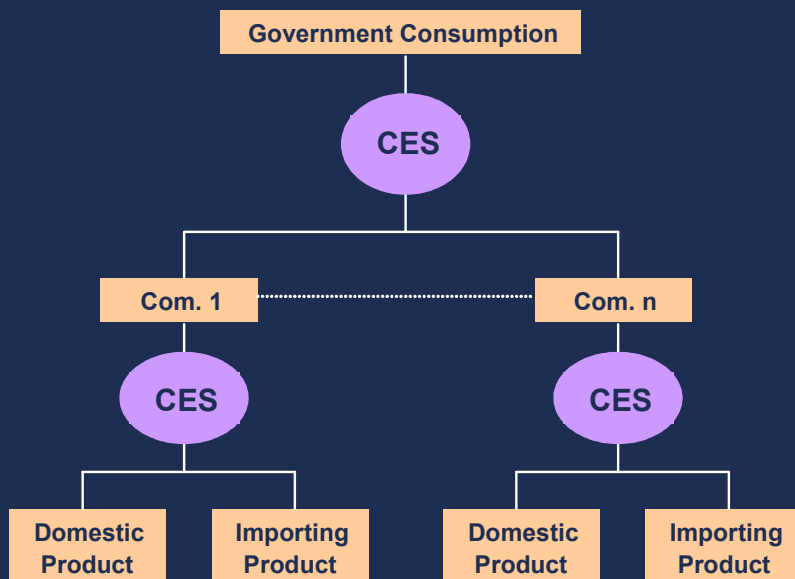 Government Consumption
CES
Com. 1
Com. n
CES
CES
Domestic
Product
Importing
Product
Domestic
Product
Importing
Product